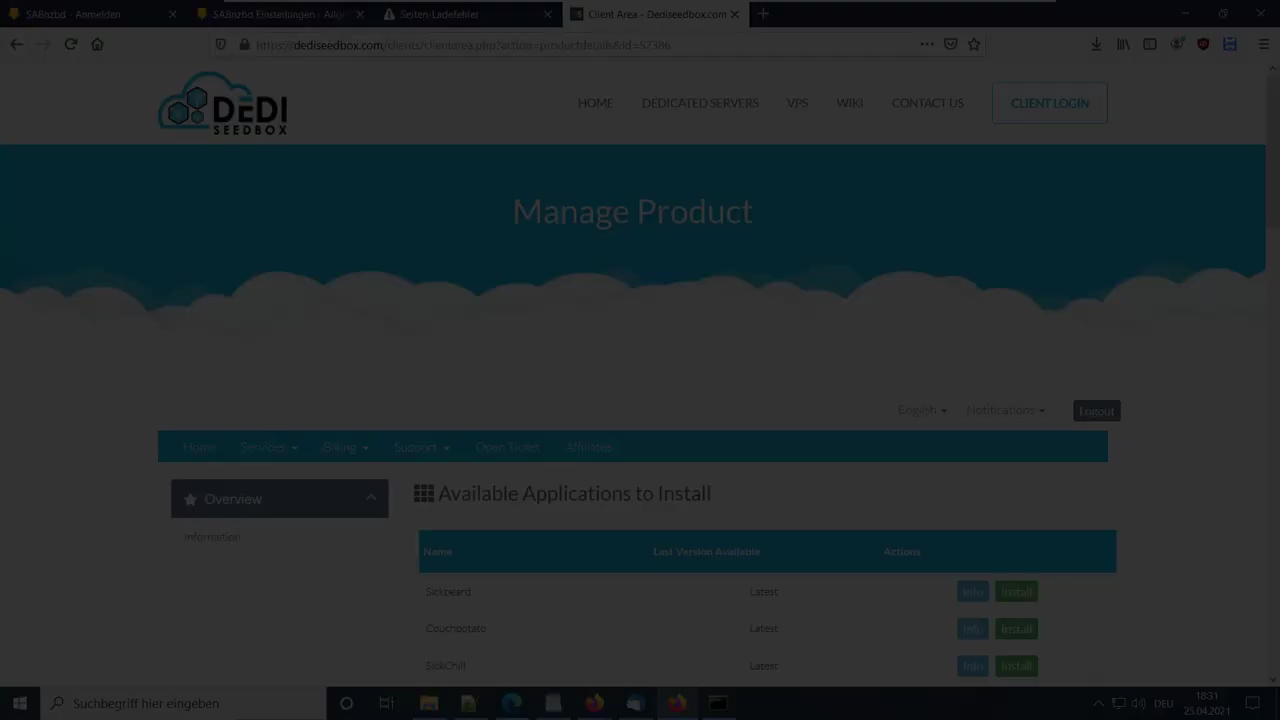 SABnzbd - Anmelden
SABnzbd Einstellungen - Allg
Seiten-Ladefehler
Client Area - Dediseedbox.com
https://dediseedbox.com/clients/clientarea.php?action=productdetails&id=57386
DEDI
SEEDBOX
HOME
DEDICATED SERVERS
VPS
WIKI
CONTACT US
CLIENT LOGIN
Manage Product
English
Notifications
Logout
Home
Services
Billing
Support
Open Ticket
Affiliates
Overview
Information
Available Applications to Install
Name Last Version Available Actions
Sickbeard Latest Info Install
Couchpotato Latest Info Install
SickChill Latest Info Install
Suchbegriff hier eingeben
DEU
18:31
25.04.2021